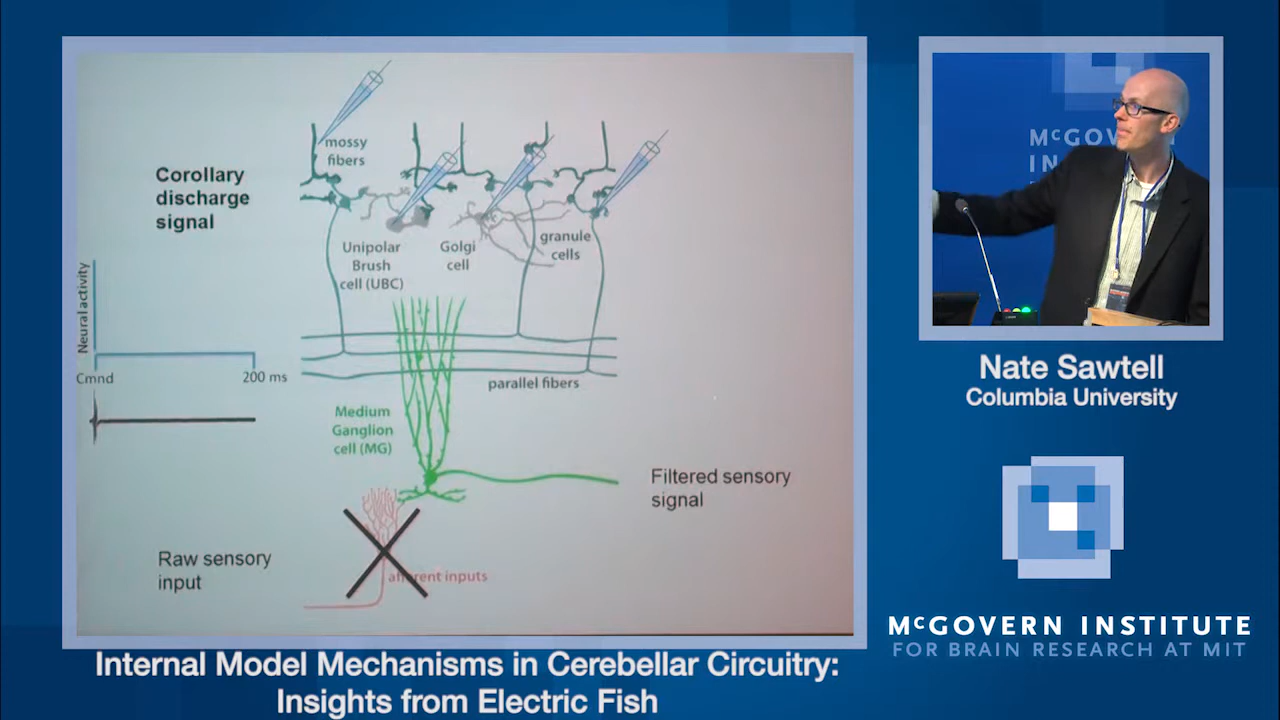 mossy
fibers
Corollary
discharge
signal
Unipolar
Brush
cell (UBC)
Golgi
cell
granule
cells
Neural activity
Cmnd
200 ms
parallel fibers
Medium
Ganglion
cell (MG)
Filtered sensory
signal
Raw sensory
input
afferent inputs
McGOV
IN
Nate Sawtell
Columbia University
McGOVERN INSTITUTE
FOR BRAIN RESEARCH AT MIT
Internal Model Mechanisms in Cerebellar Circuitry:
Insights from Electric Fish